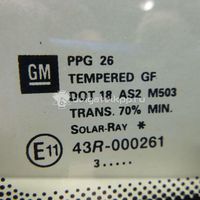 GM
PPG 26
TEMPERED GF
DOT 18 AS2 M503
TRANS. 70% MIN.
SOLAR-RAY *
E11 43R-000261
3.....